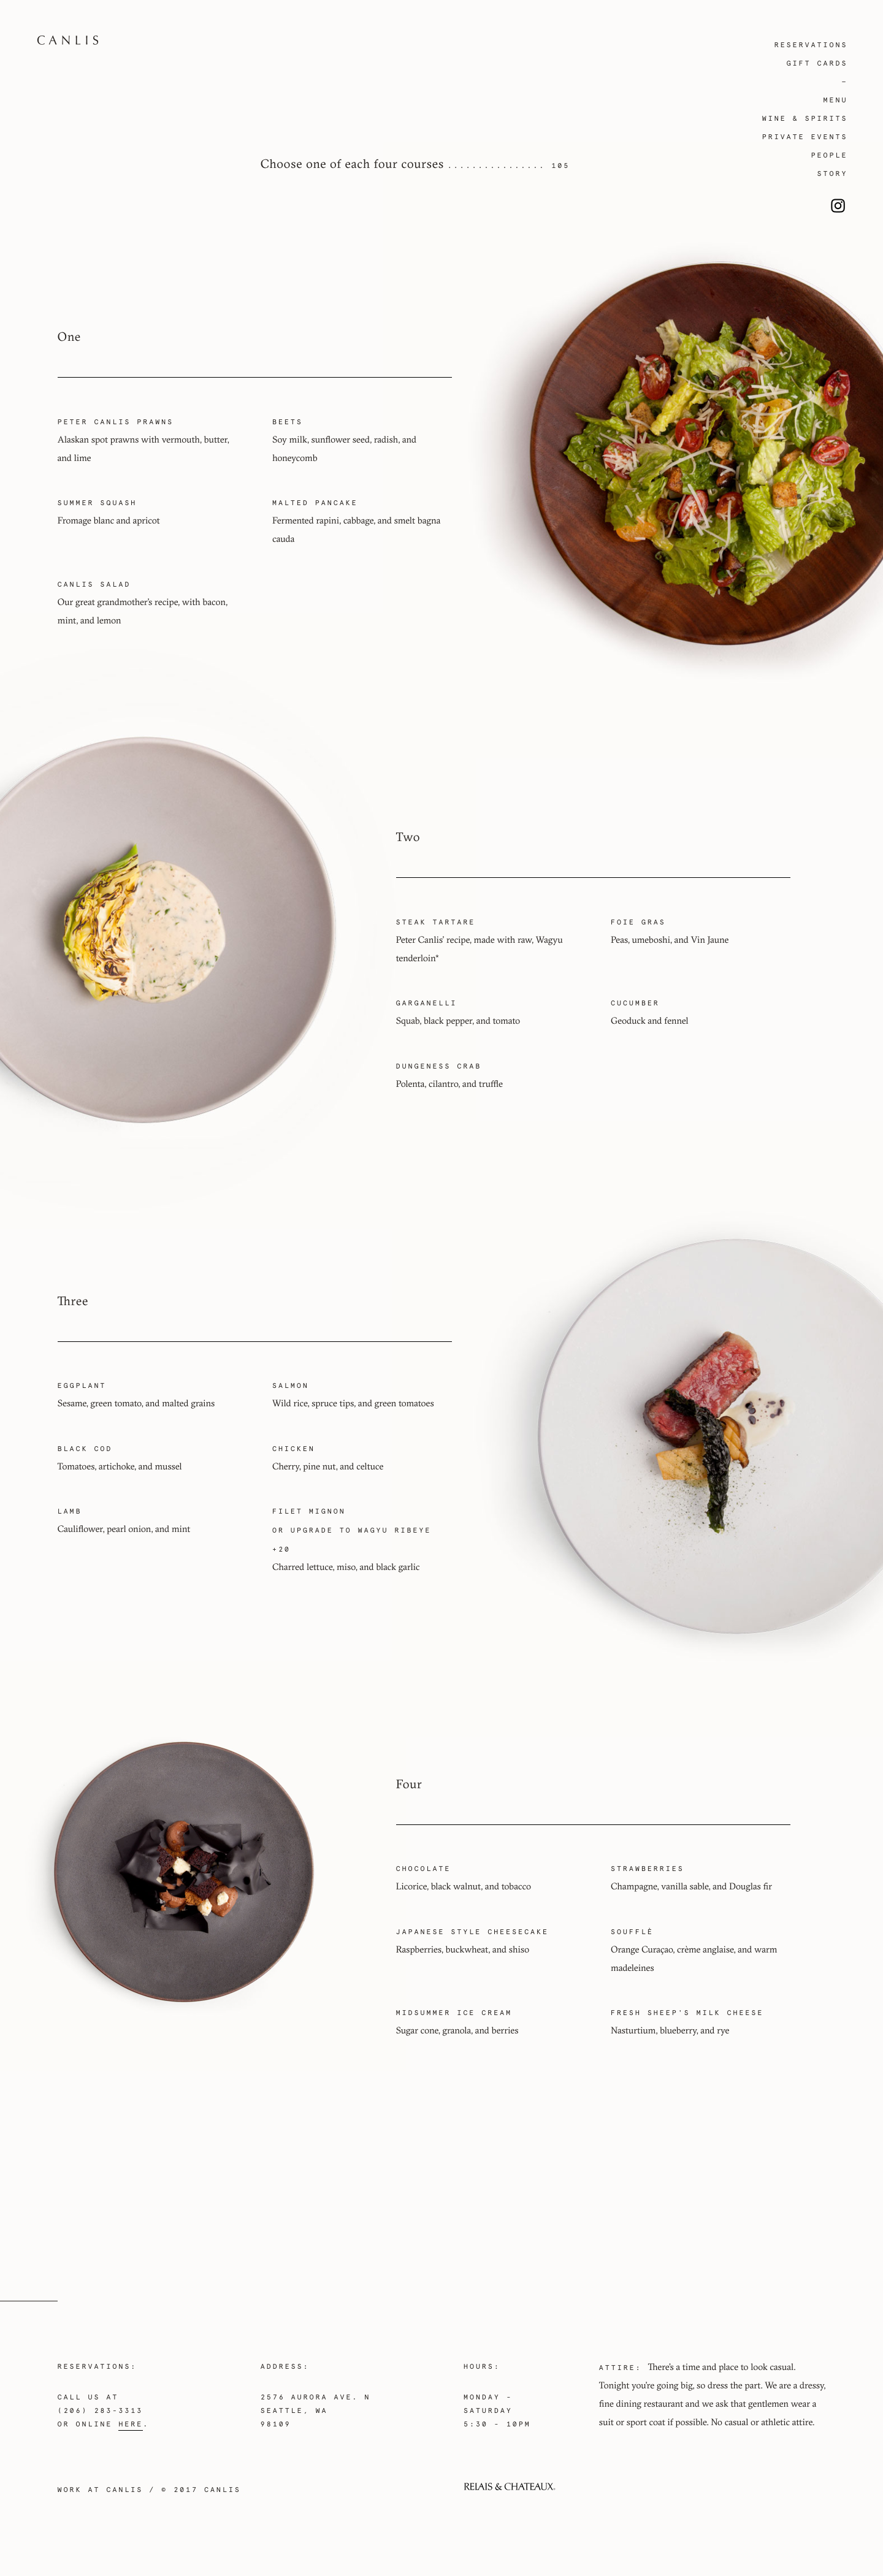 CANLIS
RESERVATIONS
GIFT CARDS
–
MENU
WINE & SPIRITS
PRIVATE EVENTS
PEOPLE
STORY
Choose one of each four courses ................ 105
One
PETER CANLIS PRAWNS
Alaskan spot prawns with vermouth, butter,
and lime
BEETS
Soy milk, sunflower seed, radish, and
honeycomb
SUMMER SQUASH
Fromage blanc and apricot
MALTED PANCAKE
Fermented rapini, cabbage, and smelt bagna
cauda
CANLIS SALAD
Our great grandmother's recipe, with bacon,
mint, and lemon
Two
STEAK TARTARE
Peter Canlis' recipe, made with raw, Wagyu
tenderloin*
FOIE GRAS
Peas, umeboshi, and Vin Jaune
GARGANELLI
Squab, black pepper, and tomato
CUCUMBER
Geoduck and fennel
DUNGENESS CRAB
Polenta, cilantro, and truffle
Three
EGGPLANT
Sesame, green tomato, and malted grains
SALMON
Wild rice, spruce tips, and green tomatoes
BLACK COD
Tomatoes, artichoke, and mussel
CHICKEN
Cherry, pine nut, and celtuce
LAMB
Cauliflower, pearl onion, and mint
FILET MIGNON
OR UPGRADE TO WAGYU RIBEYE
+20
Charred lettuce, miso, and black garlic
Four
CHOCOLATE
Licorice, black walnut, and tobacco
STRAWBERRIES
Champagne, vanilla sable, and Douglas fir
JAPANESE STYLE CHEESECAKE
Raspberries, buckwheat, and shiso
SOUFFLÉ
Orange Curaçao, crème anglaise, and warm
madeleines
MIDSUMMER ICE CREAM
Sugar cone, granola, and berries
FRESH SHEEP'S MILK CHEESE
Nasturtium, blueberry, and rye
RESERVATIONS:
CALL US AT
(206) 283-3313
OR ONLINE HERE.
ADDRESS:
2576 AURORA AVE. N
SEATTLE, WA
98109
HOURS:
MONDAY –
SATURDAY
5:30 - 10PM
ATTIRE: There's a time and place to look casual.
Tonight you're going big, so dress the part. We are a dressy,
fine dining restaurant and we ask that gentlemen wear a
suit or sport coat if possible. No casual or athletic attire.
WORK AT CANLIS / © 2017 CANLIS
RELAIS & CHATEAUX.